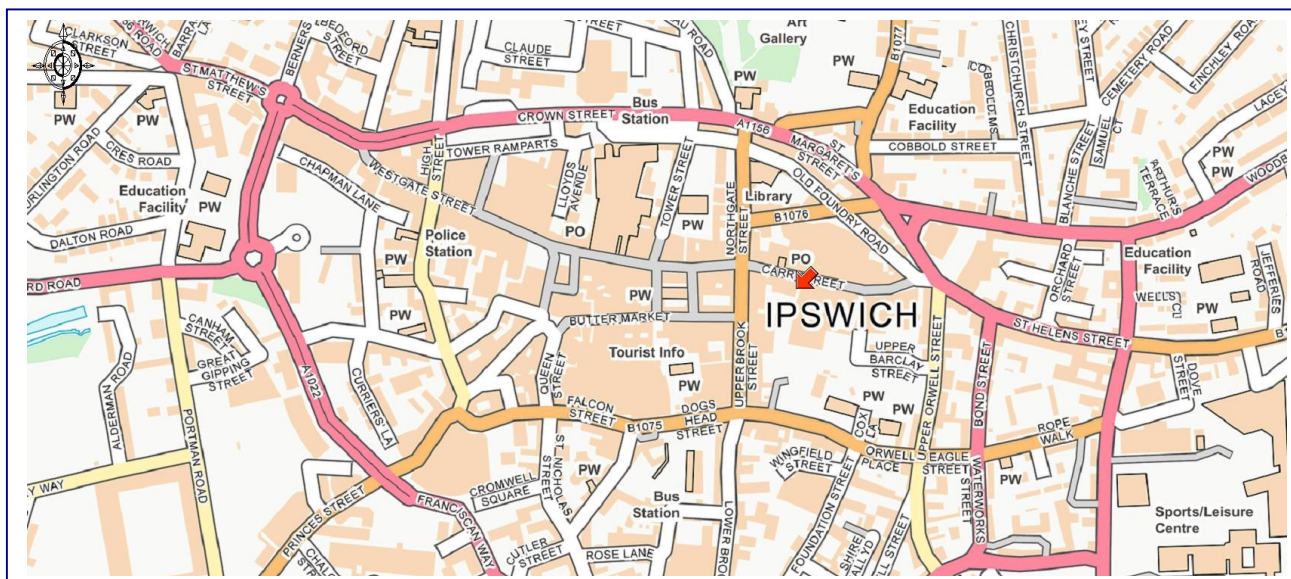 CLARKSON
STREET
BEDFORD
STREET
BERNERS
CLAUDE
STREET
Art
Gallery
B1077
CHRISTCHURCH STREET
CEMETERY ROAD
FINCHLEY ROAD
SAMUEL
CT
LACEY
ST MATTHEW'S
STREET
PW
PW
PW
Bus
Station
CROWN STREET
A1156
ST
MARGARET'S
STREET
Education
Facility
COBBOLD STREET
BLANCHE STREET
ARTHUR'S
TERRACE
PW
PW
CRES ROAD
TOWER RAMPARTS
HIGH
STREET
CHAPMAN LANE
WESTGATE STREET
LLOYDS
AVENUE
TOWER STREET
NORTHGATE
STREET
OLD FOUNDRY ROAD
Library
B1076
Education
Facility
PW
DALTON ROAD
Police
Station
PO
PW
PO
ORCHARD
STREET
Education
Facility
JEFFERIES
ROAD
RD ROAD
PW
PW
PW
IPSWICH
CANHAM
STREET
GREAT
GIPPING
STREET
BUTTER MARKET
ST HELENS STREET
Tourist Info
UPPER
BARCLAY
STREET
ALDERMAN
ROAD
A1022
CURRIERS' LA
QUEEN
STREET
PW
UPPER BROOK
STREET
UPPER ORWELL STREET
BOND STREET
DOVE
STREET
PORTMAN ROAD
FALCON
STREET
B1075
DOGS
HEAD
STREET
COX
LA
PW
PW
ROPE
WALK
WINGFIELD
STREET
ORWELL
PLACE
EAGLE
STREET
Y WAY
PRINCES STREET
CROMWELL
SQUARE
ST. NICHOLAS
STREET
PW
Bus
Station
FOUNDATION STREET
WATERWORKS
STREET
PW
Sports/Leisure
Centre
FRANCISCAN WAY
CUTLER
STREET
ROSE LANE